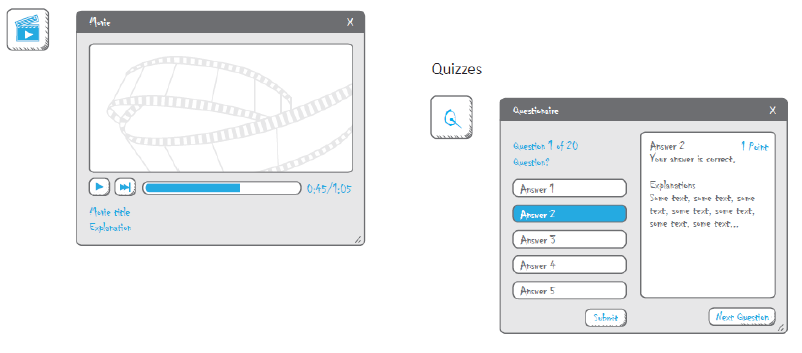 Movie X
0:45/1:05
Movie title
Explanation
Quizzes
Q
Questionaire X
Question 1 of 20
Question?
Answer 1
Answer 2
Answer 3
Answer 4
Answer 5
Submit
Answer 2 1 Point
Your answer is correct.
Explanations
Some text, some text, some
text, some text, some text,
some text, some text...
Next Question